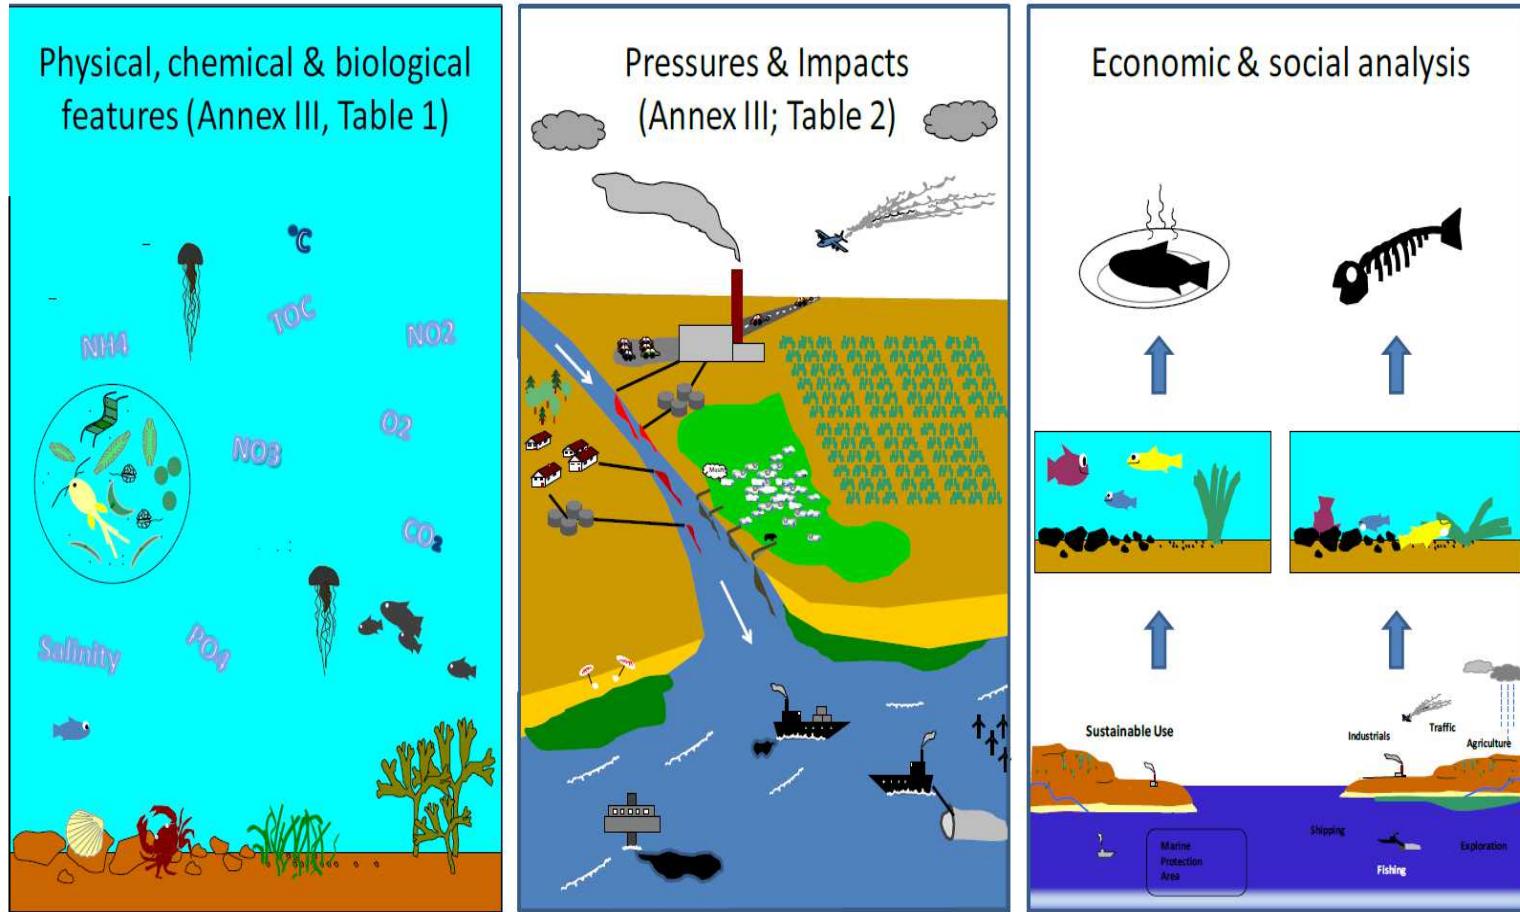 Physical, chemical & biological
features (Annex III, Table 1)
°C
TOC
NH4
NO2
O2
NO3
CO2
Salinity
PO4
Pressures & Impacts
(Annex III; Table 2)
Economic & social analysis
Sustainable Use
Industrials
Traffic
Agriculture
Marine
Protection
Area
Shipping
Fishing
Exploration